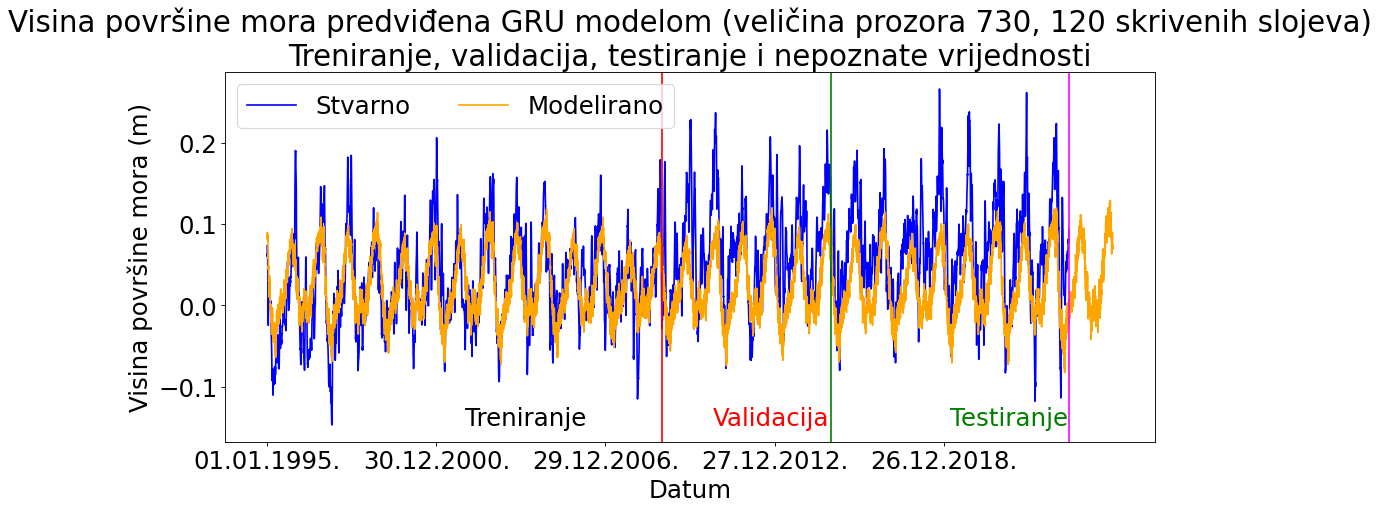 Visina površine mora predviđena GRU modelom (veličina prozora 730, 120 skrivenih slojeva)
Treniranje, validacija, testiranje i nepoznate vrijednosti
Stvarno
Modelirano
Visina površine mora (m)
0.2
0.1
0.0
−0.1
Treniranje
Validacija
Testiranje
01.01.1995.
30.12.2000.
29.12.2006.
27.12.2012.
26.12.2018.
Datum